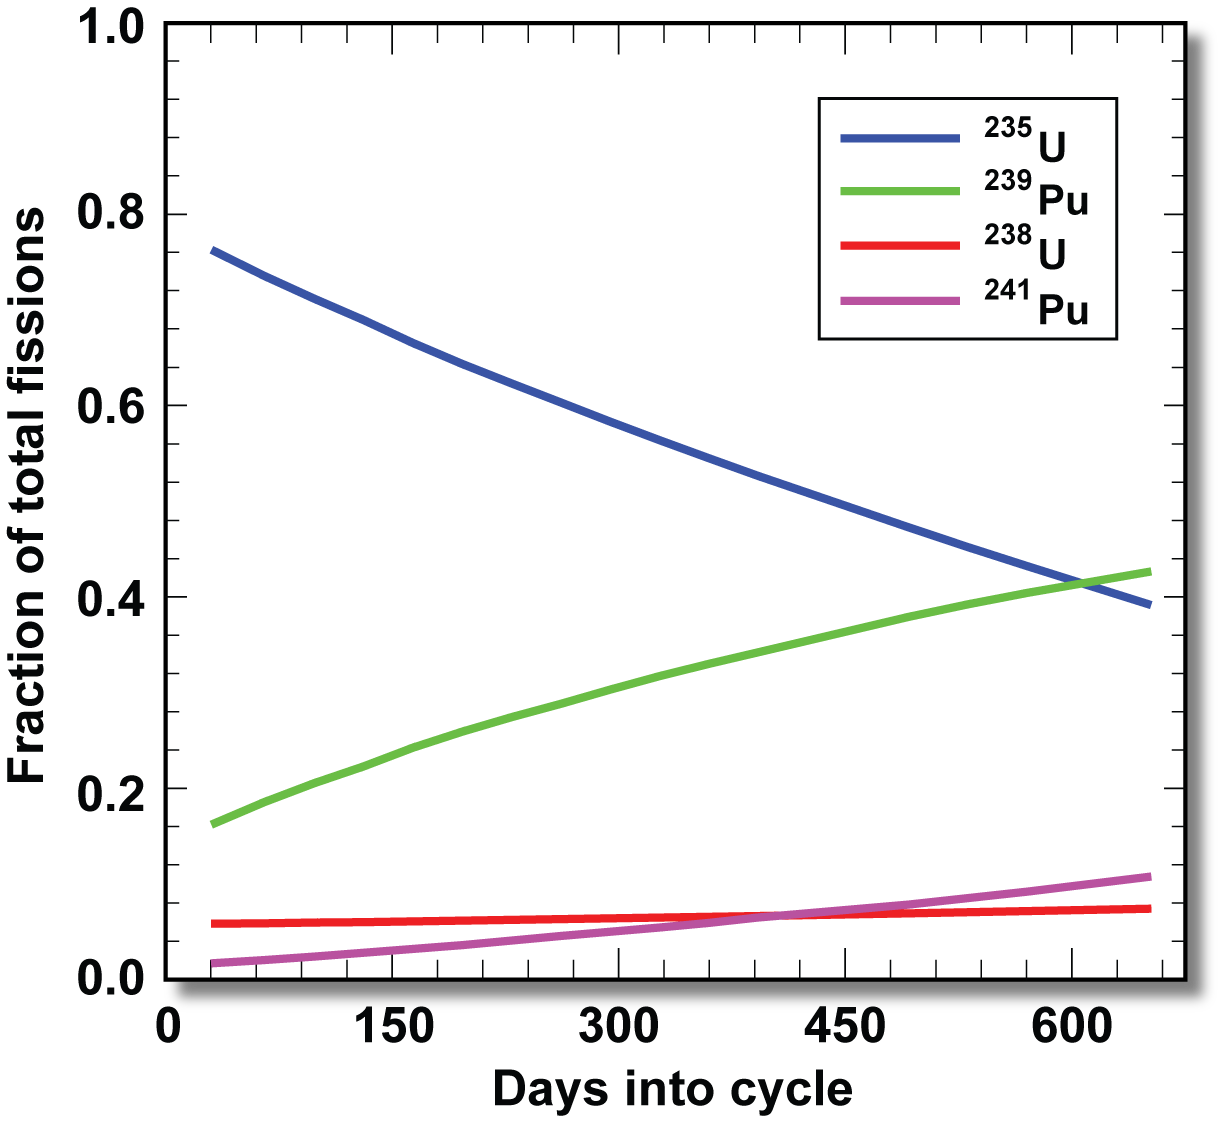 Fraction of total fissions
1.0
0.8
0.6
0.4
0.2
0.0
235U
239Pu
238U
241Pu
0 150 300 450 600
Days into cycle